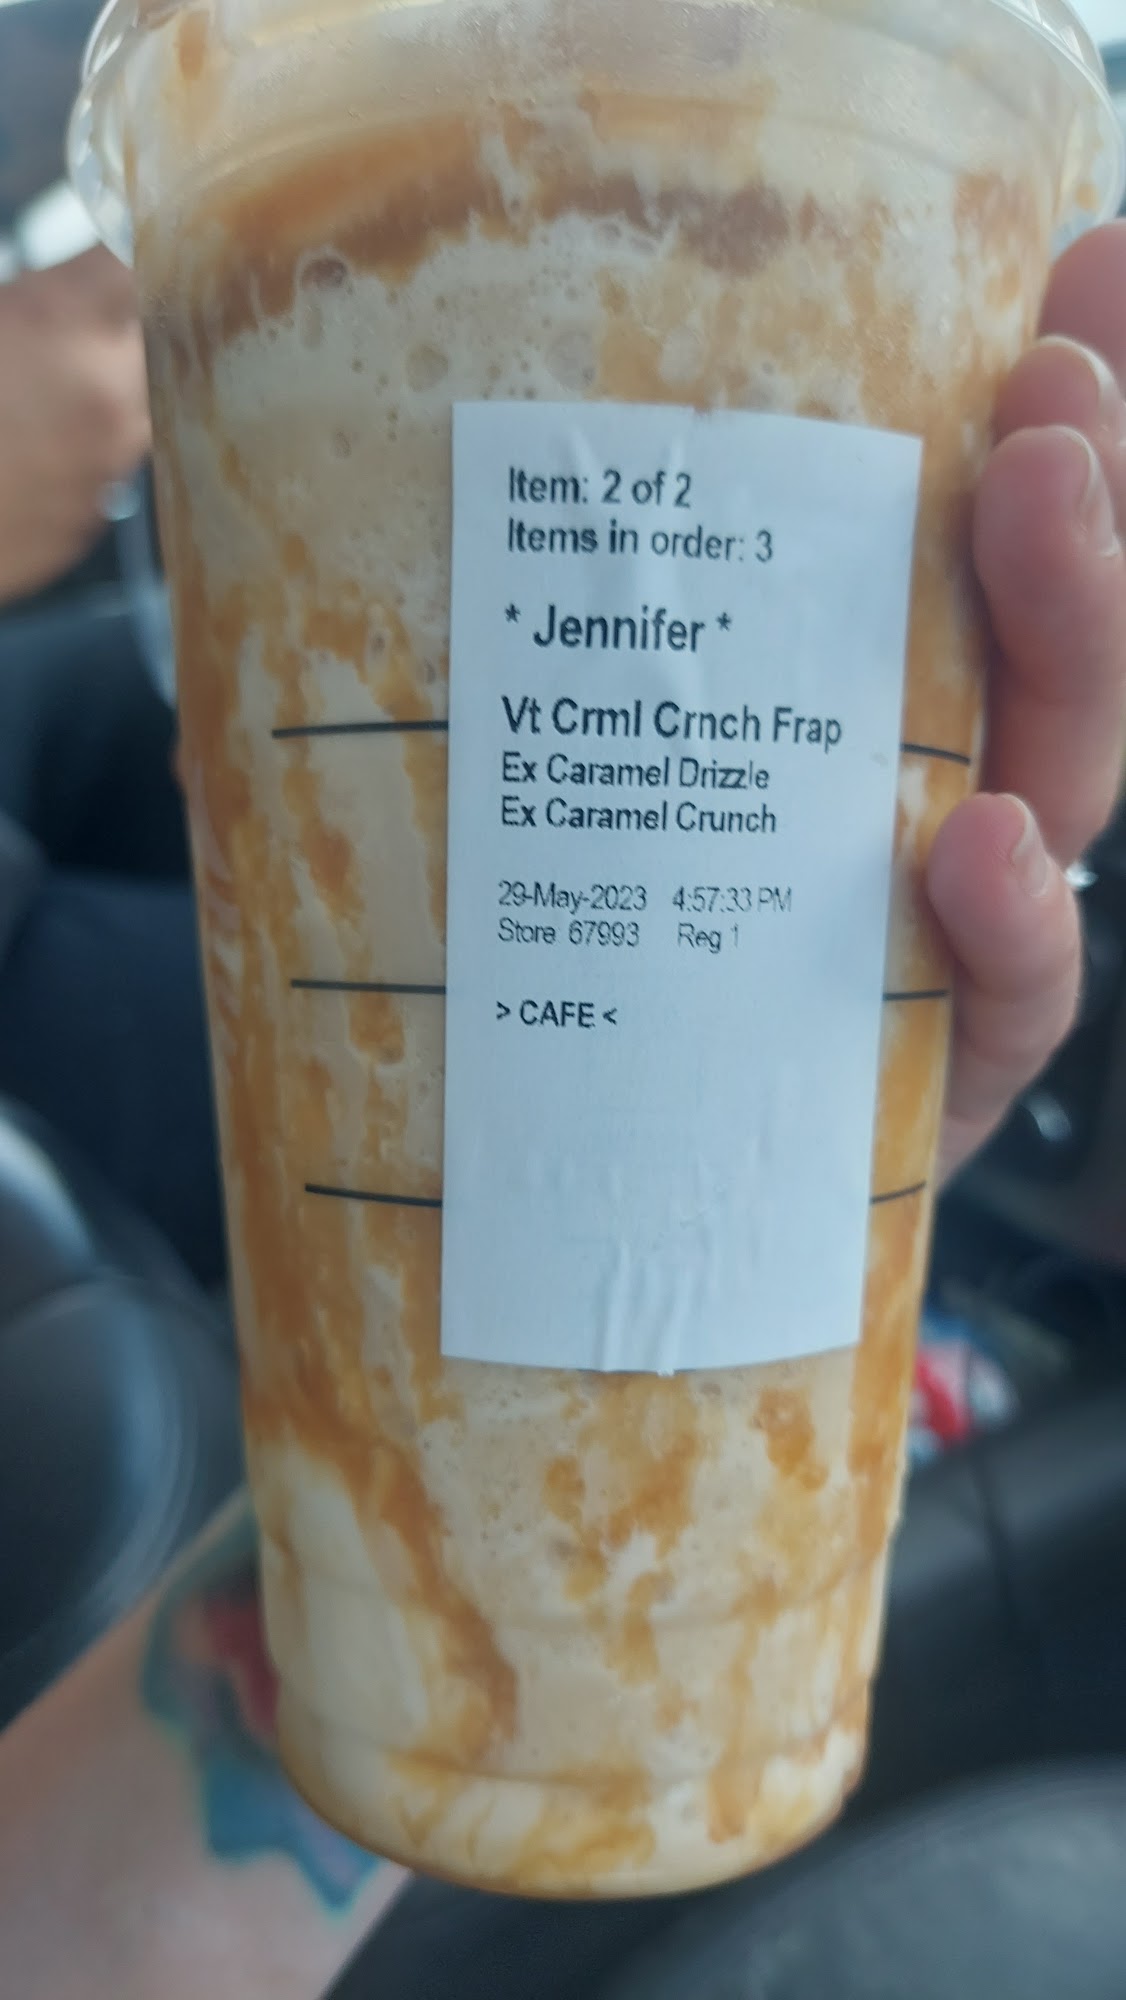 Item: 2 of 2
Items in order: 3
* Jennifer *
Vt Crml Crnch Frap
Ex Caramel Drizzle
Ex Caramel Crunch
29-May-2023 4:57:33 PM
Store: 67993 Reg 1
> CAFE <